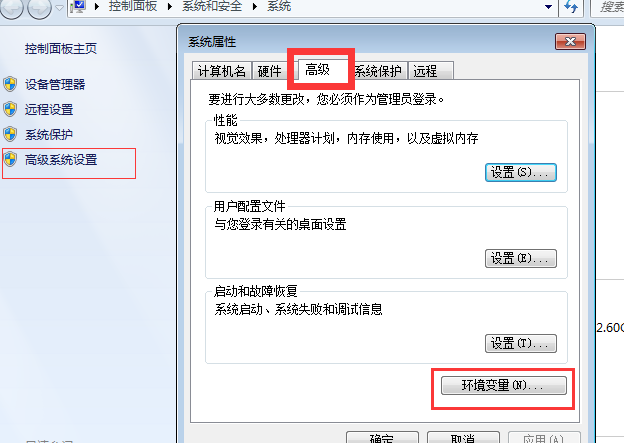 控制面板 ▸ 系统和安全 ▸ 系统
搜索
控制面板主页
设备管理器
远程设置
系统保护
高级系统设置
系统属性
计算机名 硬件 高级 系统保护 远程
要进行大多数更改，您必须作为管理员登录。
性能
视觉效果，处理器计划，内存使用，以及虚拟内存
设置(S)...
用户配置文件
与您登录有关的桌面设置
设置(E)...
启动和故障恢复
系统启动、系统失败和调试信息
设置(T)...
2.60
环境变量(N)...
确定 取消 应用(A)